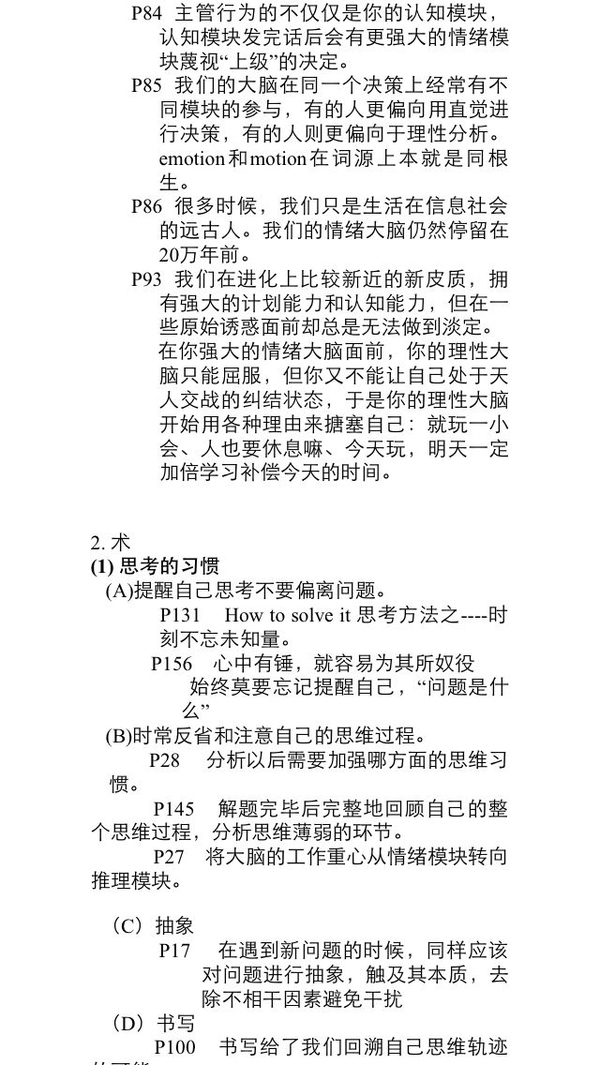 P84 主管行为的不仅仅是你的认知模块，
认知模块发完话后会有更强大的情绪模
块蔑视“上级”的决定。
P85 我们的大脑在同一个决策上经常有不
同模块的参与，有的人更偏向用直觉进
行决策，有的人则更偏向于理性分析。
emotion和motion在词源上本就是同根
生。
P86 很多时候，我们只是生活在信息社会
的远古人。我们的情绪大脑仍然停留在
20万年前。
P93 我们在进化上比较新近的新皮质，拥
有强大的计划能力和认知能力，但在一
些原始诱惑面前却总是无法做到淡定。
在你强大的情绪大脑面前，你的理性大
脑只能屈服，但你又不能让自己处于天
人交战的纠结状态，于是你的理性大脑
开始用各种理由来搪塞自己：就玩一小
会、人也要休息嘛、今天玩，明天一定
加倍学习补偿今天的时间。
2. 术
(1) 思考的习惯
(A)提醒自己思考不要偏离问题。
P131 How to solve it 思考方法之----时
刻不忘未知量。
P156 心中有锤，就容易为其所奴役
始终莫要忘记提醒自己，“问题是什
么”
(B)时常反省和注意自己的思维过程。
P28 分析以后需要加强哪方面的思维习
惯。
P145 解题完毕后完整地回顾自己的整
个思维过程，分析思维薄弱的环节。
P27 将大脑的工作重心从情绪模块转向
推理模块。
（C）抽象
P17 在遇到新问题的时候，同样应该
对问题进行抽象，触及其本质，去
除不相干因素避免干扰
（D）书写
P100 书写给了我们回溯自己思维轨迹